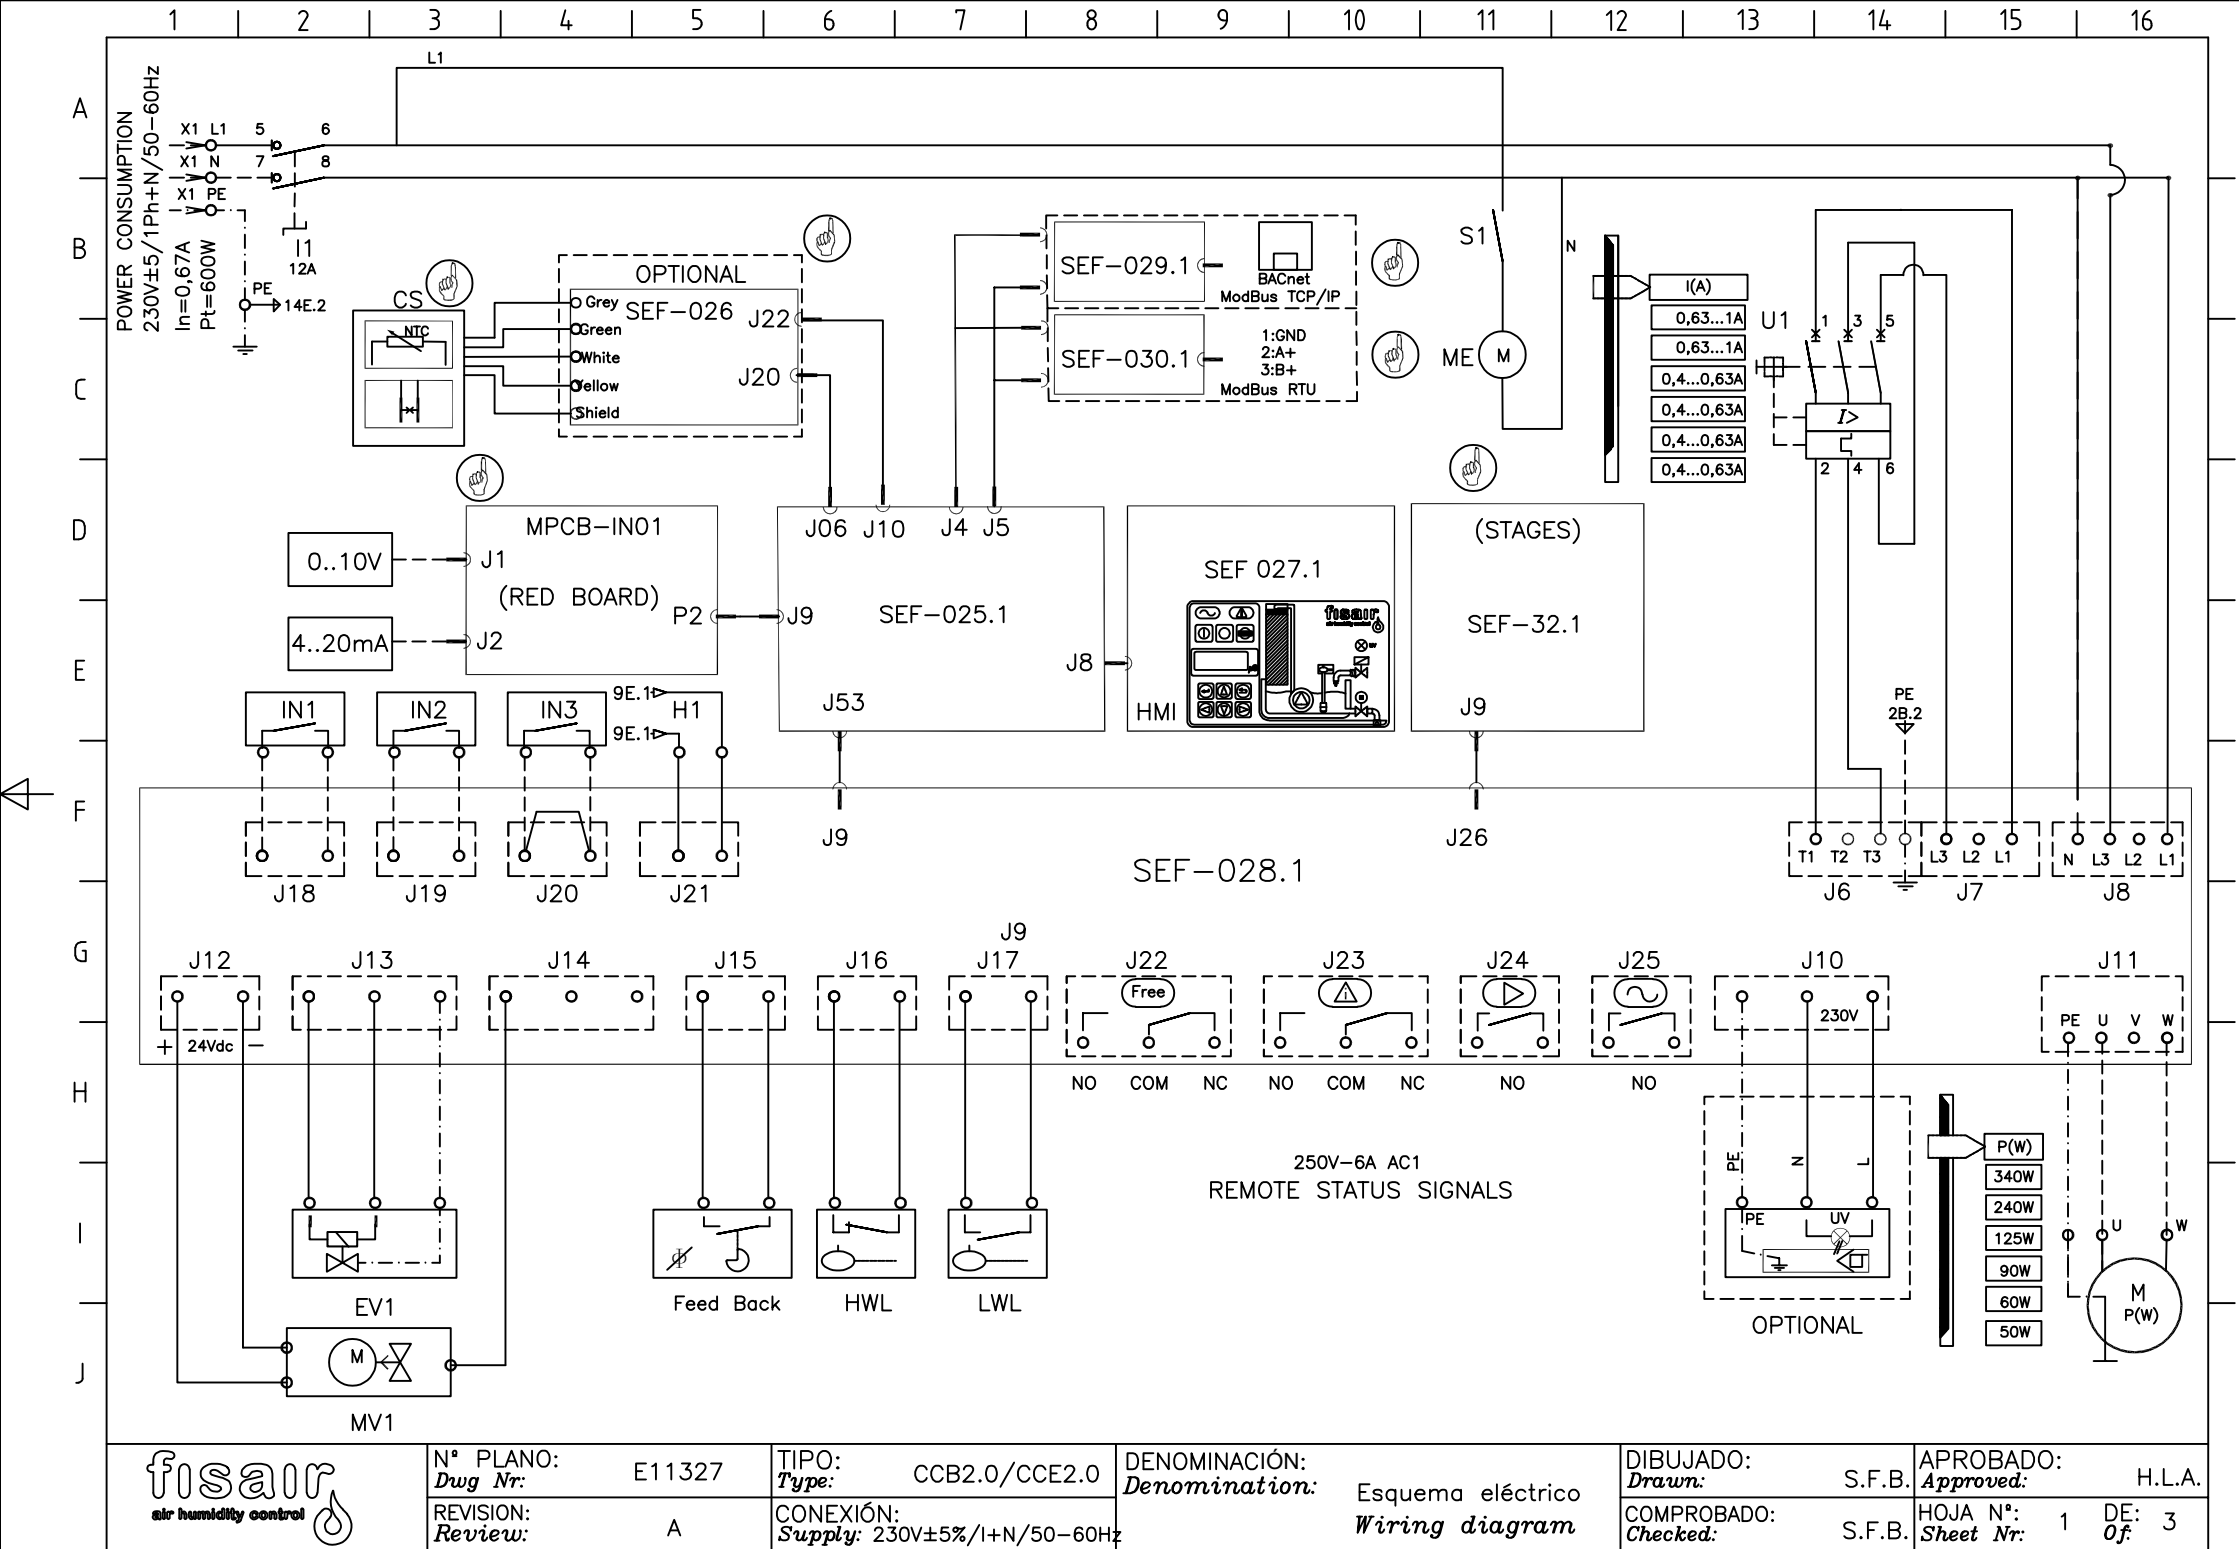 1 2 3 4 5 6 7 8 9 10 11 12 13 14 15 16
A
B
C
D
E
F
G
H
I
J
POWER CONSUMPTION
230V±5/1Ph+N/50-60Hz
In=0,67A
Pt=600W
L1
X1 L1 5 6
X1 N 7 8
X1 PE
I1
12A
PE
14E.2
CS
NTC
OPTIONAL
SEF-026
Grey
Green
White
Yellow
Shield
J22
J20
SEF-029.1
BACnet
ModBus TCP/IP
SEF-030.1
1:GND
2:A+
3:B+
ModBus RTU
S1
N
ME
M
I(A)
0,63...1A
0,63...1A
0,4...0,63A
0,4...0,63A
0,4...0,63A
0,4...0,63A
U1
1 3 5
I>
2 4 6
0..10V
4..20mA
MPCB-IN01
(RED BOARD)
J1
J2
P2
J06 J10 J4 J5
J9
SEF-025.1
J8
J53
SEF 027.1
HMI
fisair
air humidity control
UV
(STAGES)
SEF-32.1
J9
PE
2B.2
IN1
IN2
IN3
9E.1
9E.1
H1
J18
J19
J20
J21
J9
J26
SEF-028.1
T1 T2 T3
J6
L3 L2 L1
J7
N L3 L2 L1
J8
J9
J12
J13
J14
J15
J16
J17
J22
Free
J23
J24
J25
J10
230V
J11
PE U V W
+ 24Vdc -
NO COM NC
NO COM NC
NO
NO
250V-6A AC1
REMOTE STATUS SIGNALS
PE
N
L
PE
UV
OPTIONAL
P(W)
340W
240W
125W
90W
60W
50W
U
W
M
P(W)
EV1
M
MV1
Feed Back
HWL
LWL
fisair
air humidity control
Nº PLANO:
Dwg Nr:
E11327
REVISION:
Review:
A
TIPO:
Type:
CCB2.0/CCE2.0
CONEXIÓN:
Supply: 230V±5%/I+N/50-60Hz
DENOMINACIÓN:
Denomination:
Esquema eléctrico
Wiring diagram
DIBUJADO:
Drawn:
S.F.B.
COMPROBADO:
Checked:
S.F.B.
APROBADO:
Approved:
H.L.A.
HOJA Nº:
Sheet Nr:
1
DE:
Of:
3